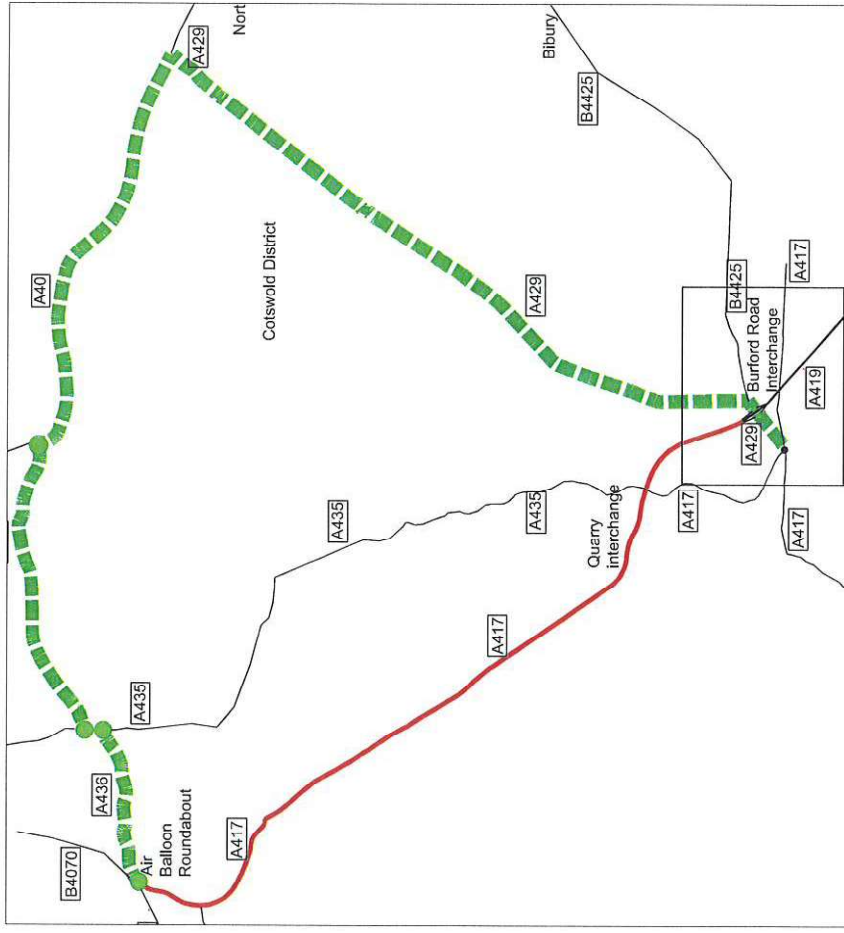 Nort
A429
Bibury
B4425
A40
Cotswold District
A429
B4425
A417
Burford Road
Interchange
A419
A429
A435
A435
A417
A417
Quarry
interchange
A417
A435
A436
B4070
Air
Balloon
Roundabout
A417